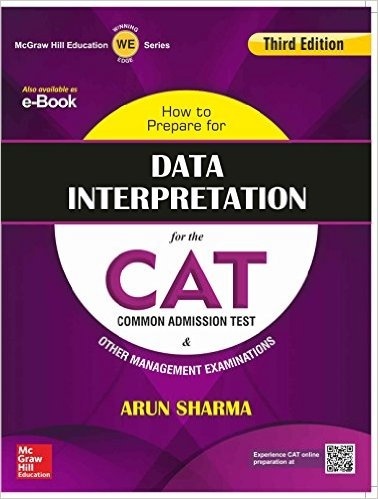 McGraw Hill Education WINNING WE EDGE Series
Third Edition
Also available as
e-Book
How to
Prepare for
DATA
INTERPRETATION
for the
CAT
COMMON ADMISSION TEST
&
OTHER MANAGEMENT EXAMINATIONS
ARUN SHARMA
Mc
Graw
Hill
Education
Experience CAT online
preparation at